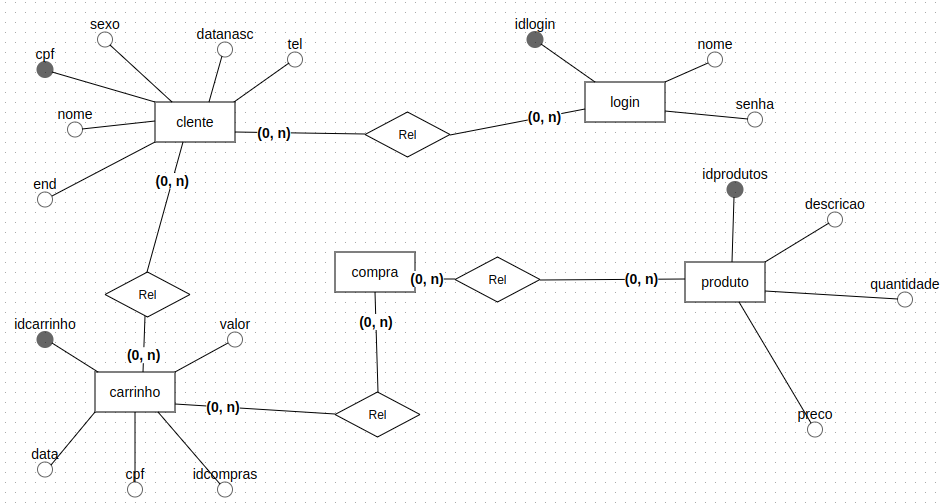 sexo
datanasc
tel
cpf
nome
clente
end
(0, n)
Rel
(0, n)
idlogin
nome
login
senha
(0, n)
Rel
(0, n)
idcarrinho
valor
carrinho
data
cpf
idcompras
(0, n)
Rel
(0, n)
compra
(0, n)
Rel
(0, n)
idprodutos
descricao
produto
quantidade
preco